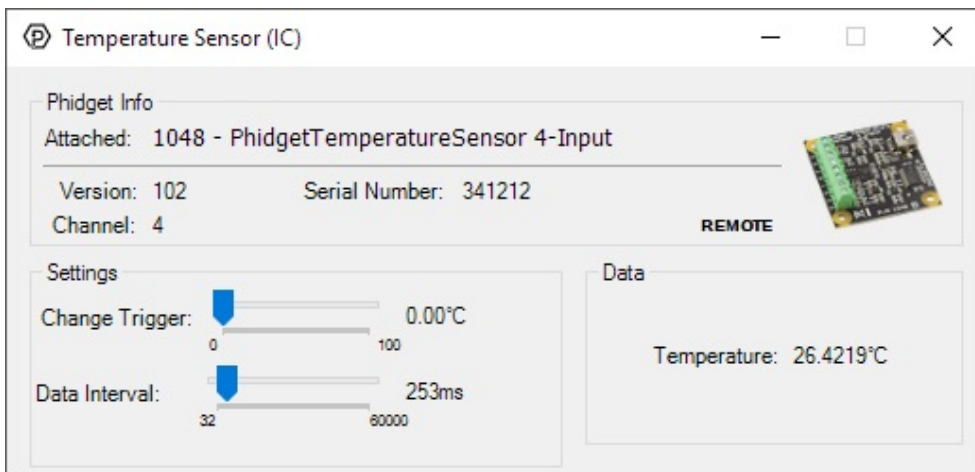 Temperature Sensor (IC)
Phidget Info
Attached: 1048 - PhidgetTemperatureSensor 4-Input
Version: 102 Serial Number: 341212
Channel: 4 REMOTE
Settings
Change Trigger: 0.00°C
0 100
Data Interval: 253ms
32 60000
Data
Temperature: 26.4219°C